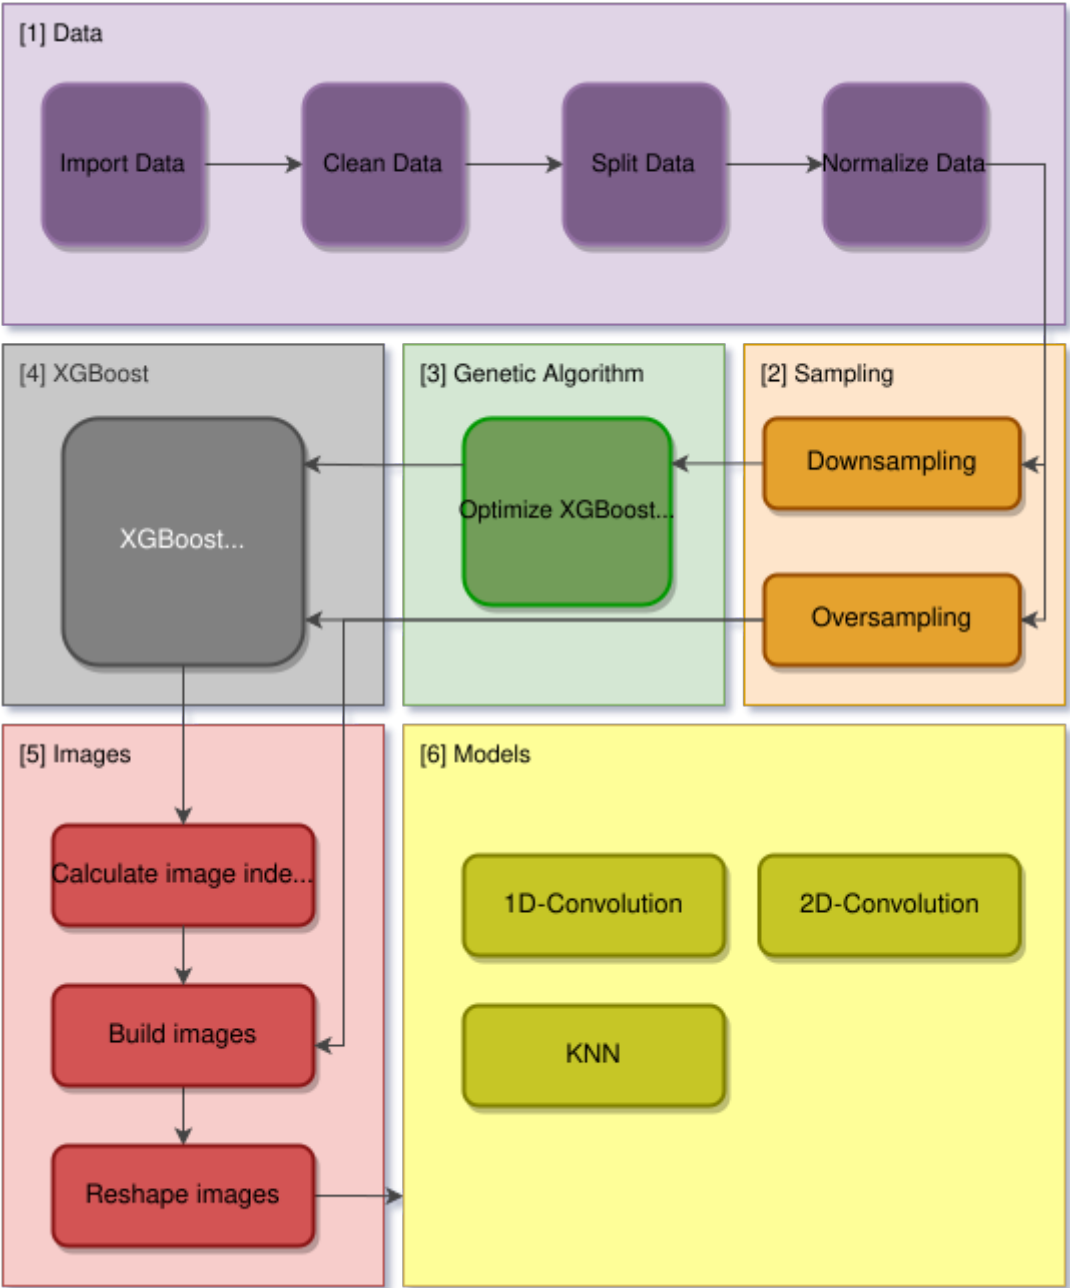 [1] Data
Import Data
Clean Data
Split Data
Normalize Data
[4] XGBoost
[3] Genetic Algorithm
[2] Sampling
XGBoost...
Optimize XGBoost...
Downsampling
Oversampling
[5] Images
Calculate image inde...
Build images
Reshape images
[6] Models
1D-Convolution
2D-Convolution
KNN